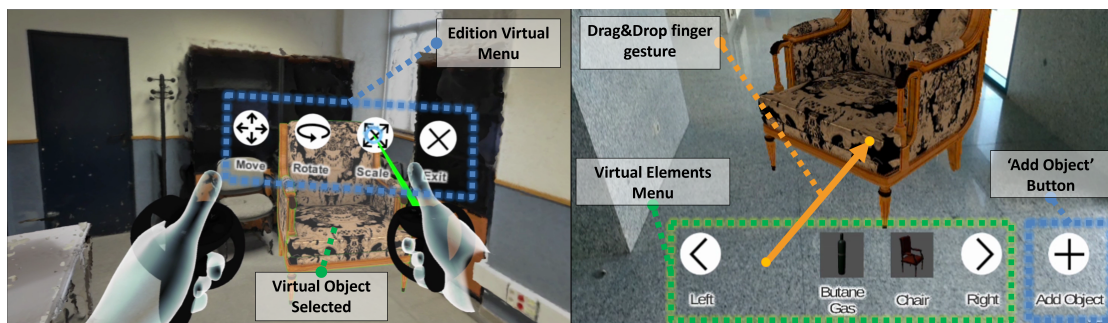 Edition Virtual
Menu
Move
Rotate
Scale
Exit
Virtual Object
Selected
Drag&Drop finger
gesture
Virtual Elements
Menu
'Add Object'
Button
Left
Butane
Gas
Chair
Right
Add Object